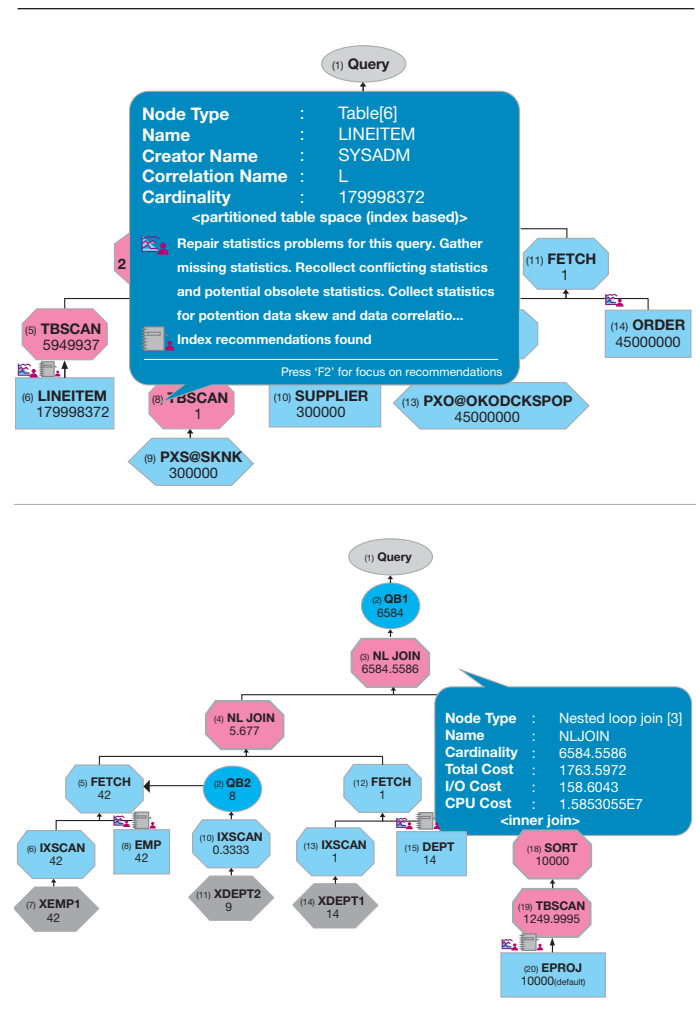 (1) Query
Node Type : Table[6]
Name : LINEITEM
Creator Name : SYSADM
Correlation Name : L
Cardinality : 179998372
<partitioned table space (index based)>
Repair statistics problems for this query. Gather
missing statistics. Recollect conflicting statistics
and potential obsolete statistics. Collect statistics
for potention data skew and data correlatio...
Index recommendations found
Press 'F2' for focus on recommendations
2
(11) FETCH
1
(5) TBSCAN
5949937
(14) ORDER
45000000
(6) LINEITEM
179998372
(8) TBSCAN
1
(10) SUPPLIER
300000
(13) PXO@OKODCKSPOP
45000000
(9) PXS@SKNK
300000
(1) Query
(2) QB1
6584
(3) NL JOIN
6584.5586
(4) NL JOIN
5.677
Node Type : Nested loop join [3]
Name : NLJOIN
Cardinality : 6584.5586
Total Cost : 1763.5972
I/O Cost : 158.6043
CPU Cost : 1.5853055E7
<inner join>
(5) FETCH
42
(2) QB2
8
(12) FETCH
1
(6) IXSCAN
42
(8) EMP
42
(10) IXSCAN
0.3333
(13) IXSCAN
1
(15) DEPT
14
(18) SORT
10000
(7) XEMP1
42
(11) XDEPT2
9
(14) XDEPT1
14
(19) TBSCAN
1249.9995
(20) EPROJ
10000(default)